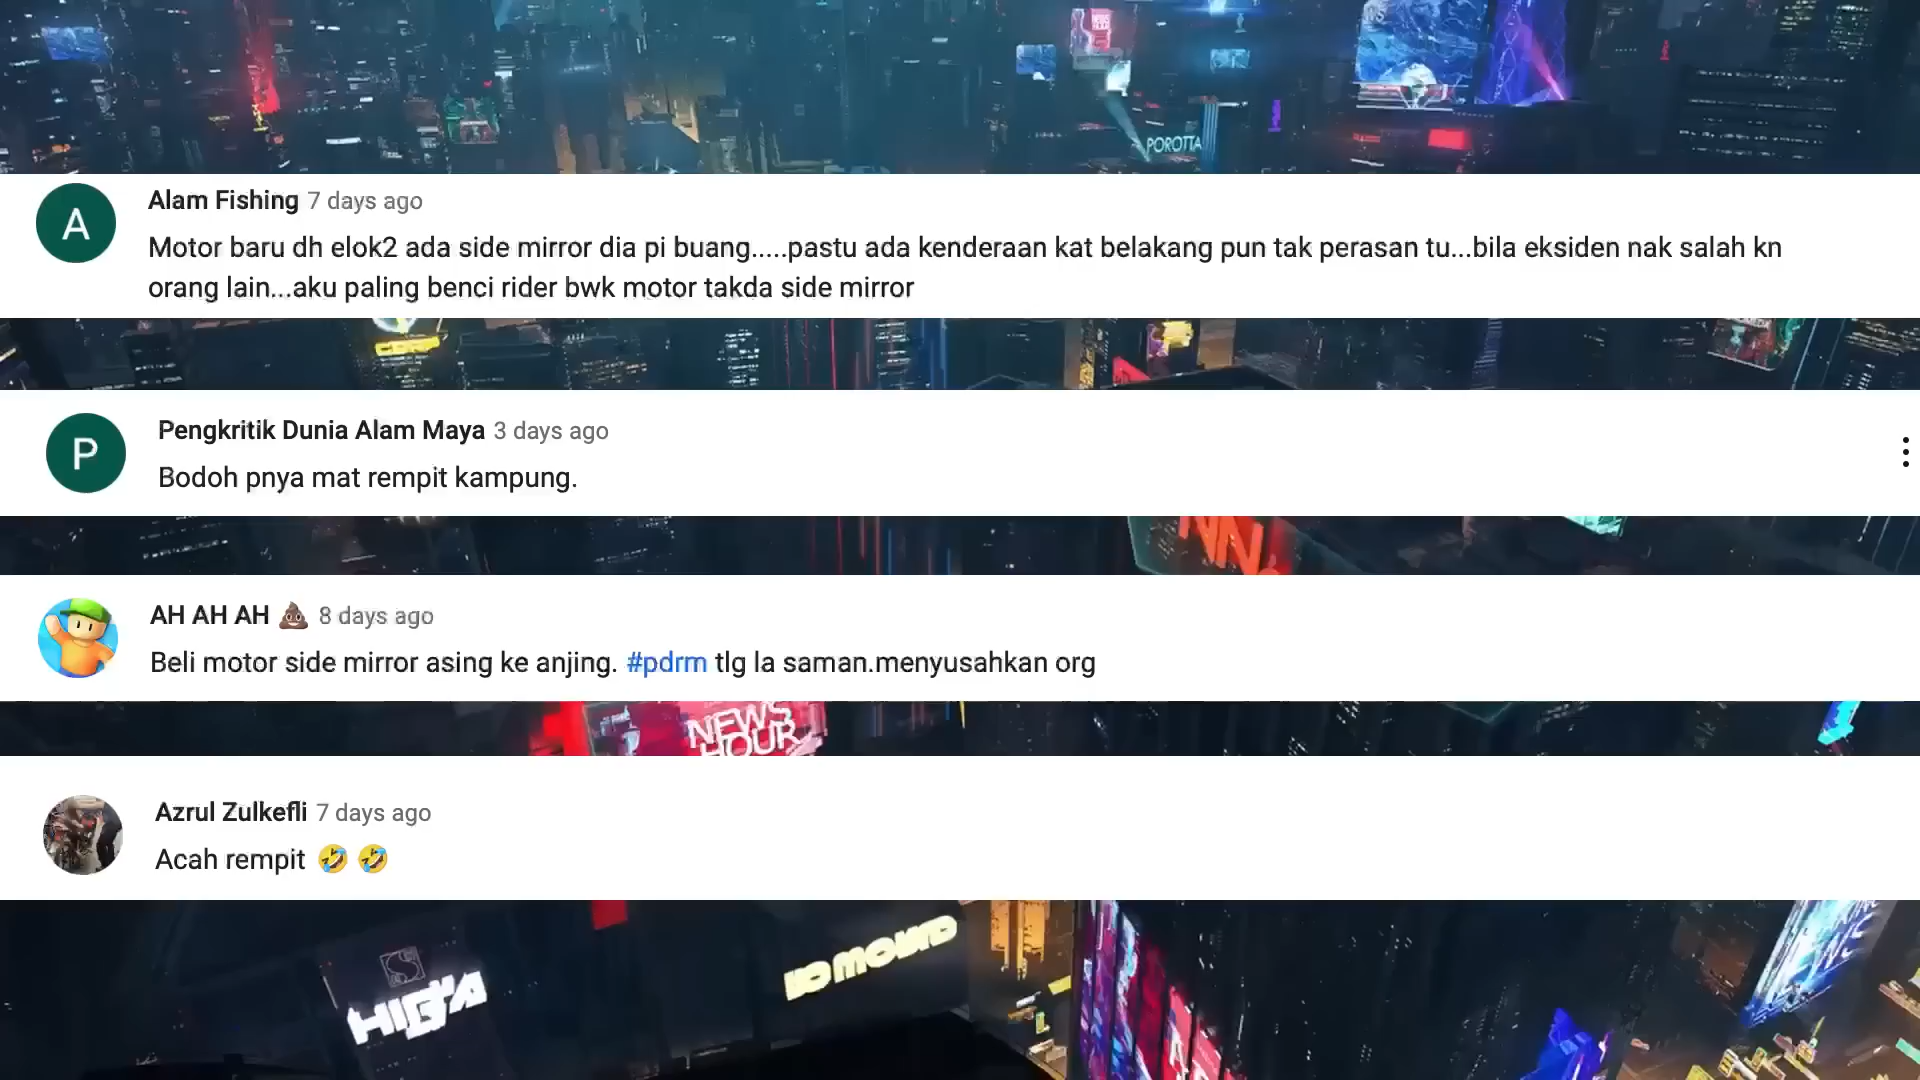 POROTTA
Alam Fishing 7 days ago
Motor baru dh elok2 ada side mirror dia pi buang.....pastu ada kenderaan kat belakang pun tak perasan tu...bila eksiden nak salah kn
orang lain...aku paling benci rider bwk motor takda side mirror
CORP
Pengkritik Dunia Alam Maya 3 days ago
Bodoh pnya mat rempit kampung.
AH AH AH 💩 8 days ago
Beli motor side mirror asing ke anjing. #pdrm tlg la saman.menyusahkan org
NEWS
HOUR
Azrul Zulkefli 7 days ago
Acah rempit 🤣 🤣